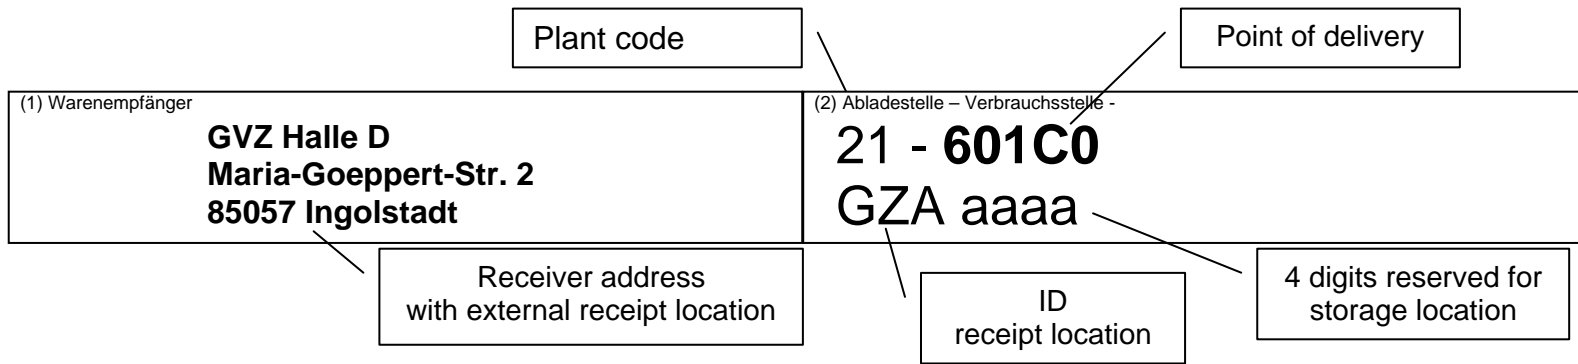 Plant code
Point of delivery
(1) Warenempfänger
GVZ Halle D
Maria-Goeppert-Str. 2
85057 Ingolstadt
(2) Abladestelle – Verbrauchsstelle -
21 - 601C0
GZA aaaa
Receiver address
with external receipt location
ID
receipt location
4 digits reserved for
storage location